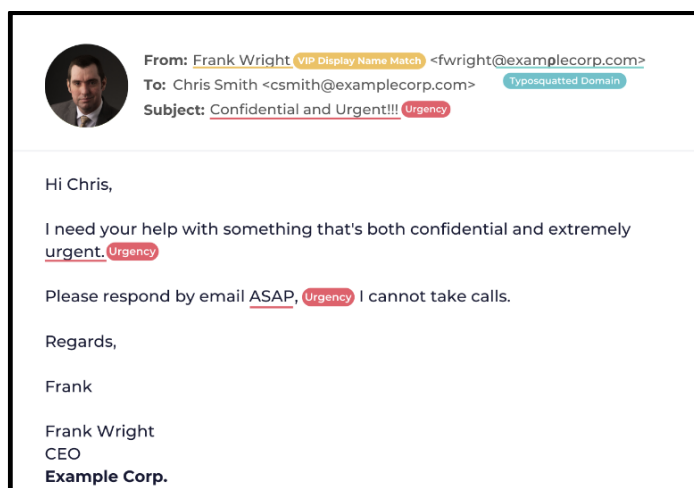 From: Frank Wright VIP Display Name Match <fwright@examρlecorp.com>
To: Chris Smith <csmith@examplecorp.com> Typosquatted Domain
Subject: Confidential and Urgent!!! Urgency
Hi Chris,
I need your help with something that's both confidential and extremely
urgent. Urgency
Please respond by email ASAP, Urgency I cannot take calls.
Regards,
Frank
Frank Wright
CEO
Example Corp.